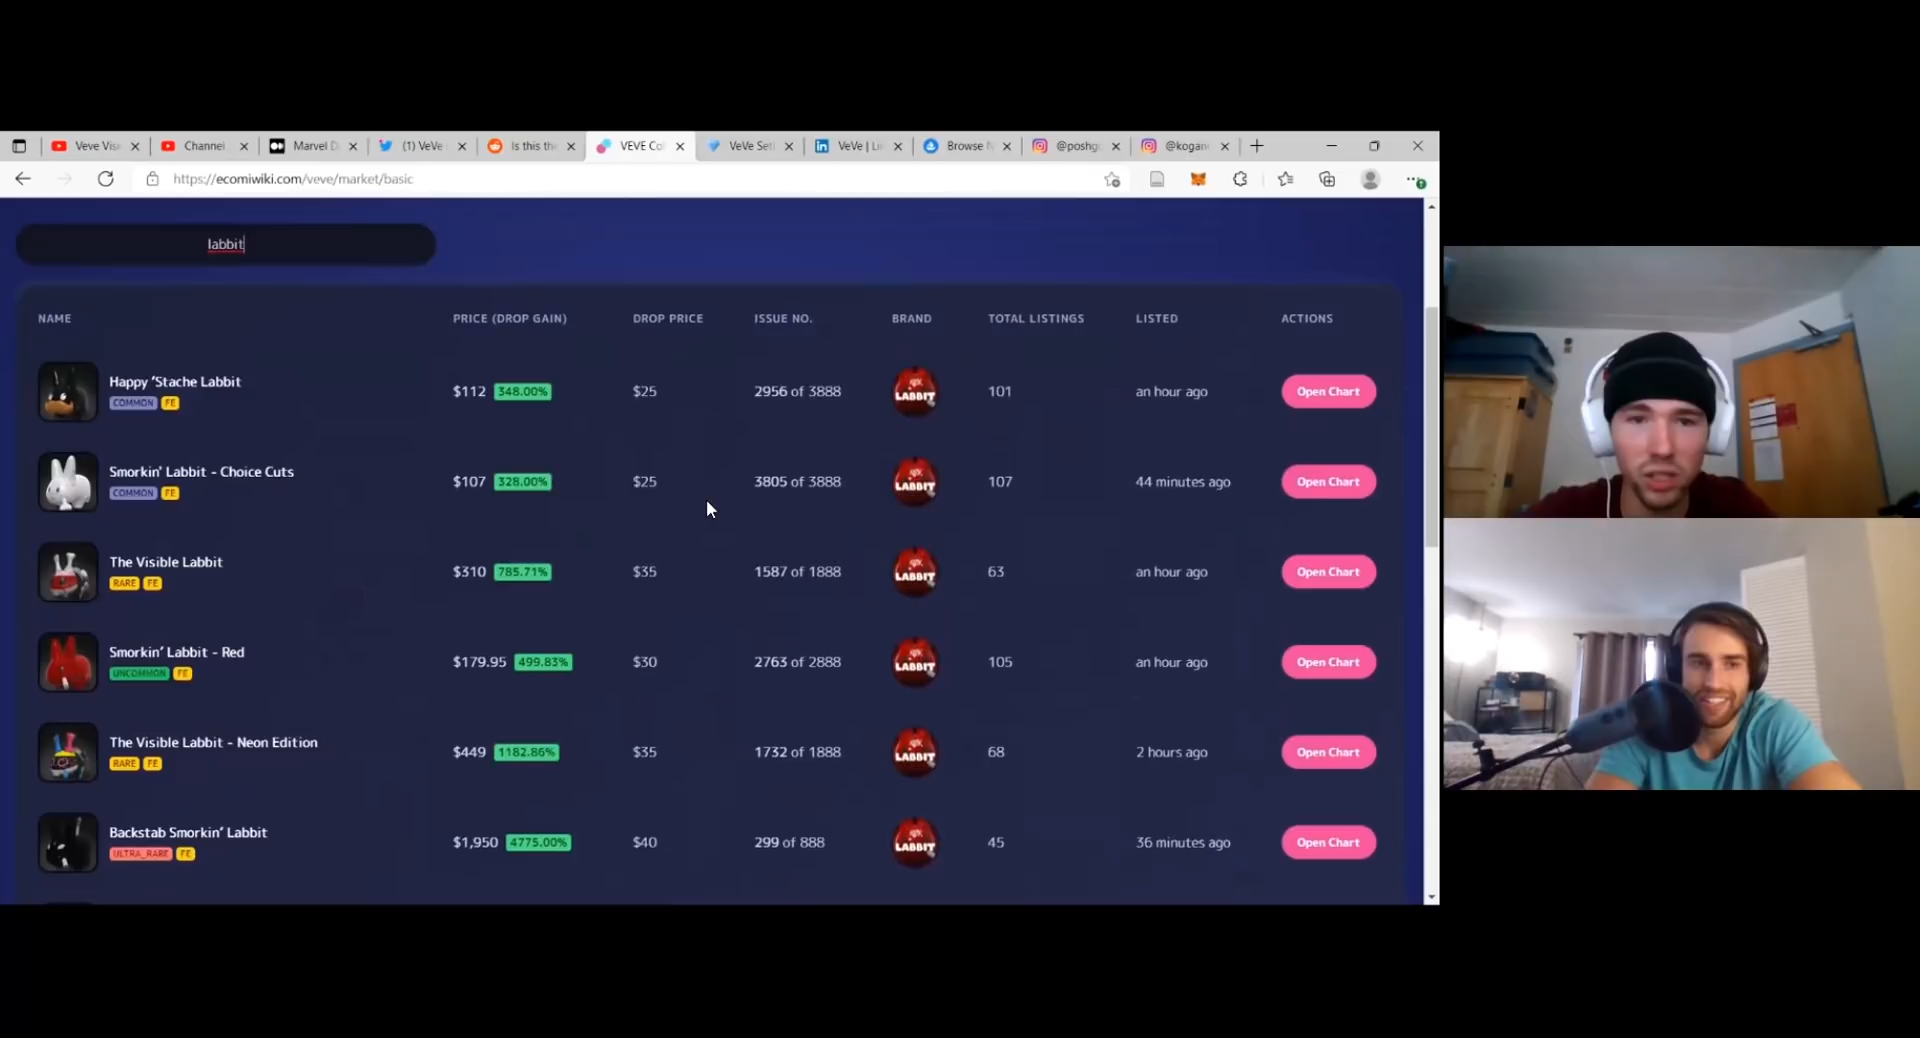 Veve Vis
Channel
Marvel D
(1) VeVe
Is this the
VEVE Co
VeVe Set
VeVe | Li
Browse
@poshg
@kogan
https://ecomiwiki.com/veve/market/basic
labbit
NAME PRICE (DROP GAIN) DROP PRICE ISSUE NO. BRAND TOTAL LISTINGS LISTED ACTIONS
Happy 'Stache Labbit
COMMON FE
$112 348.00% $25 2956 of 3888 LABBIT 101 an hour ago Open Chart
Smorkin' Labbit - Choice Cuts
COMMON FE
$107 328.00% $25 3805 of 3888 LABBIT 107 44 minutes ago Open Chart
The Visible Labbit
RARE FE
$310 785.71% $35 1587 of 1888 LABBIT 63 an hour ago Open Chart
Smorkin' Labbit - Red
UNCOMMON FE
$179.95 499.83% $30 2763 of 2888 LABBIT 105 an hour ago Open Chart
The Visible Labbit - Neon Edition
RARE FE
$449 1182.86% $35 1732 of 1888 LABBIT 68 2 hours ago Open Chart
Backstab Smorkin' Labbit
ULTRA_RARE FE
$1,950 4775.00% $40 299 of 888 LABBIT 45 36 minutes ago Open Chart